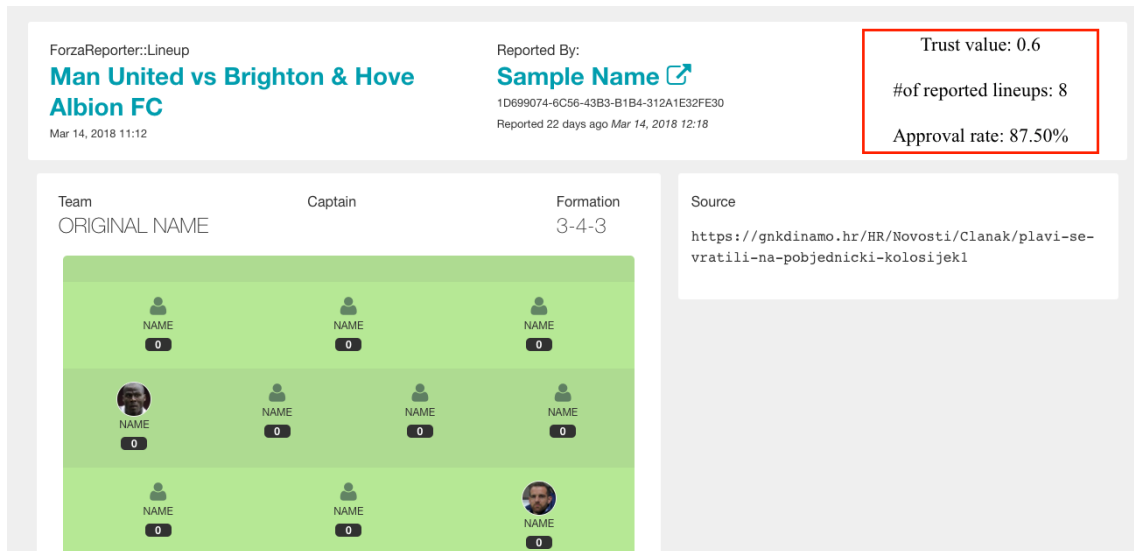 ForzaReporter::Lineup
Man United vs Brighton & Hove
Albion FC
Mar 14, 2018 11:12
Reported By:
Sample Name
1D699074-6C56-43B3-B1B4-312A1E32FE30
Reported 22 days ago Mar 14, 2018 12:18
Trust value: 0.6
#of reported lineups: 8
Approval rate: 87.50%
Team
ORIGINAL NAME
Captain
Formation
3-4-3
NAME NAME NAME
0 0 0
NAME NAME NAME NAME
0 0 0 0
NAME NAME NAME
0 0 0
Source
https://gnkdinamo.hr/HR/Novosti/Clanak/plavi-se-
vratili-na-pobjednicki-kolosijek1